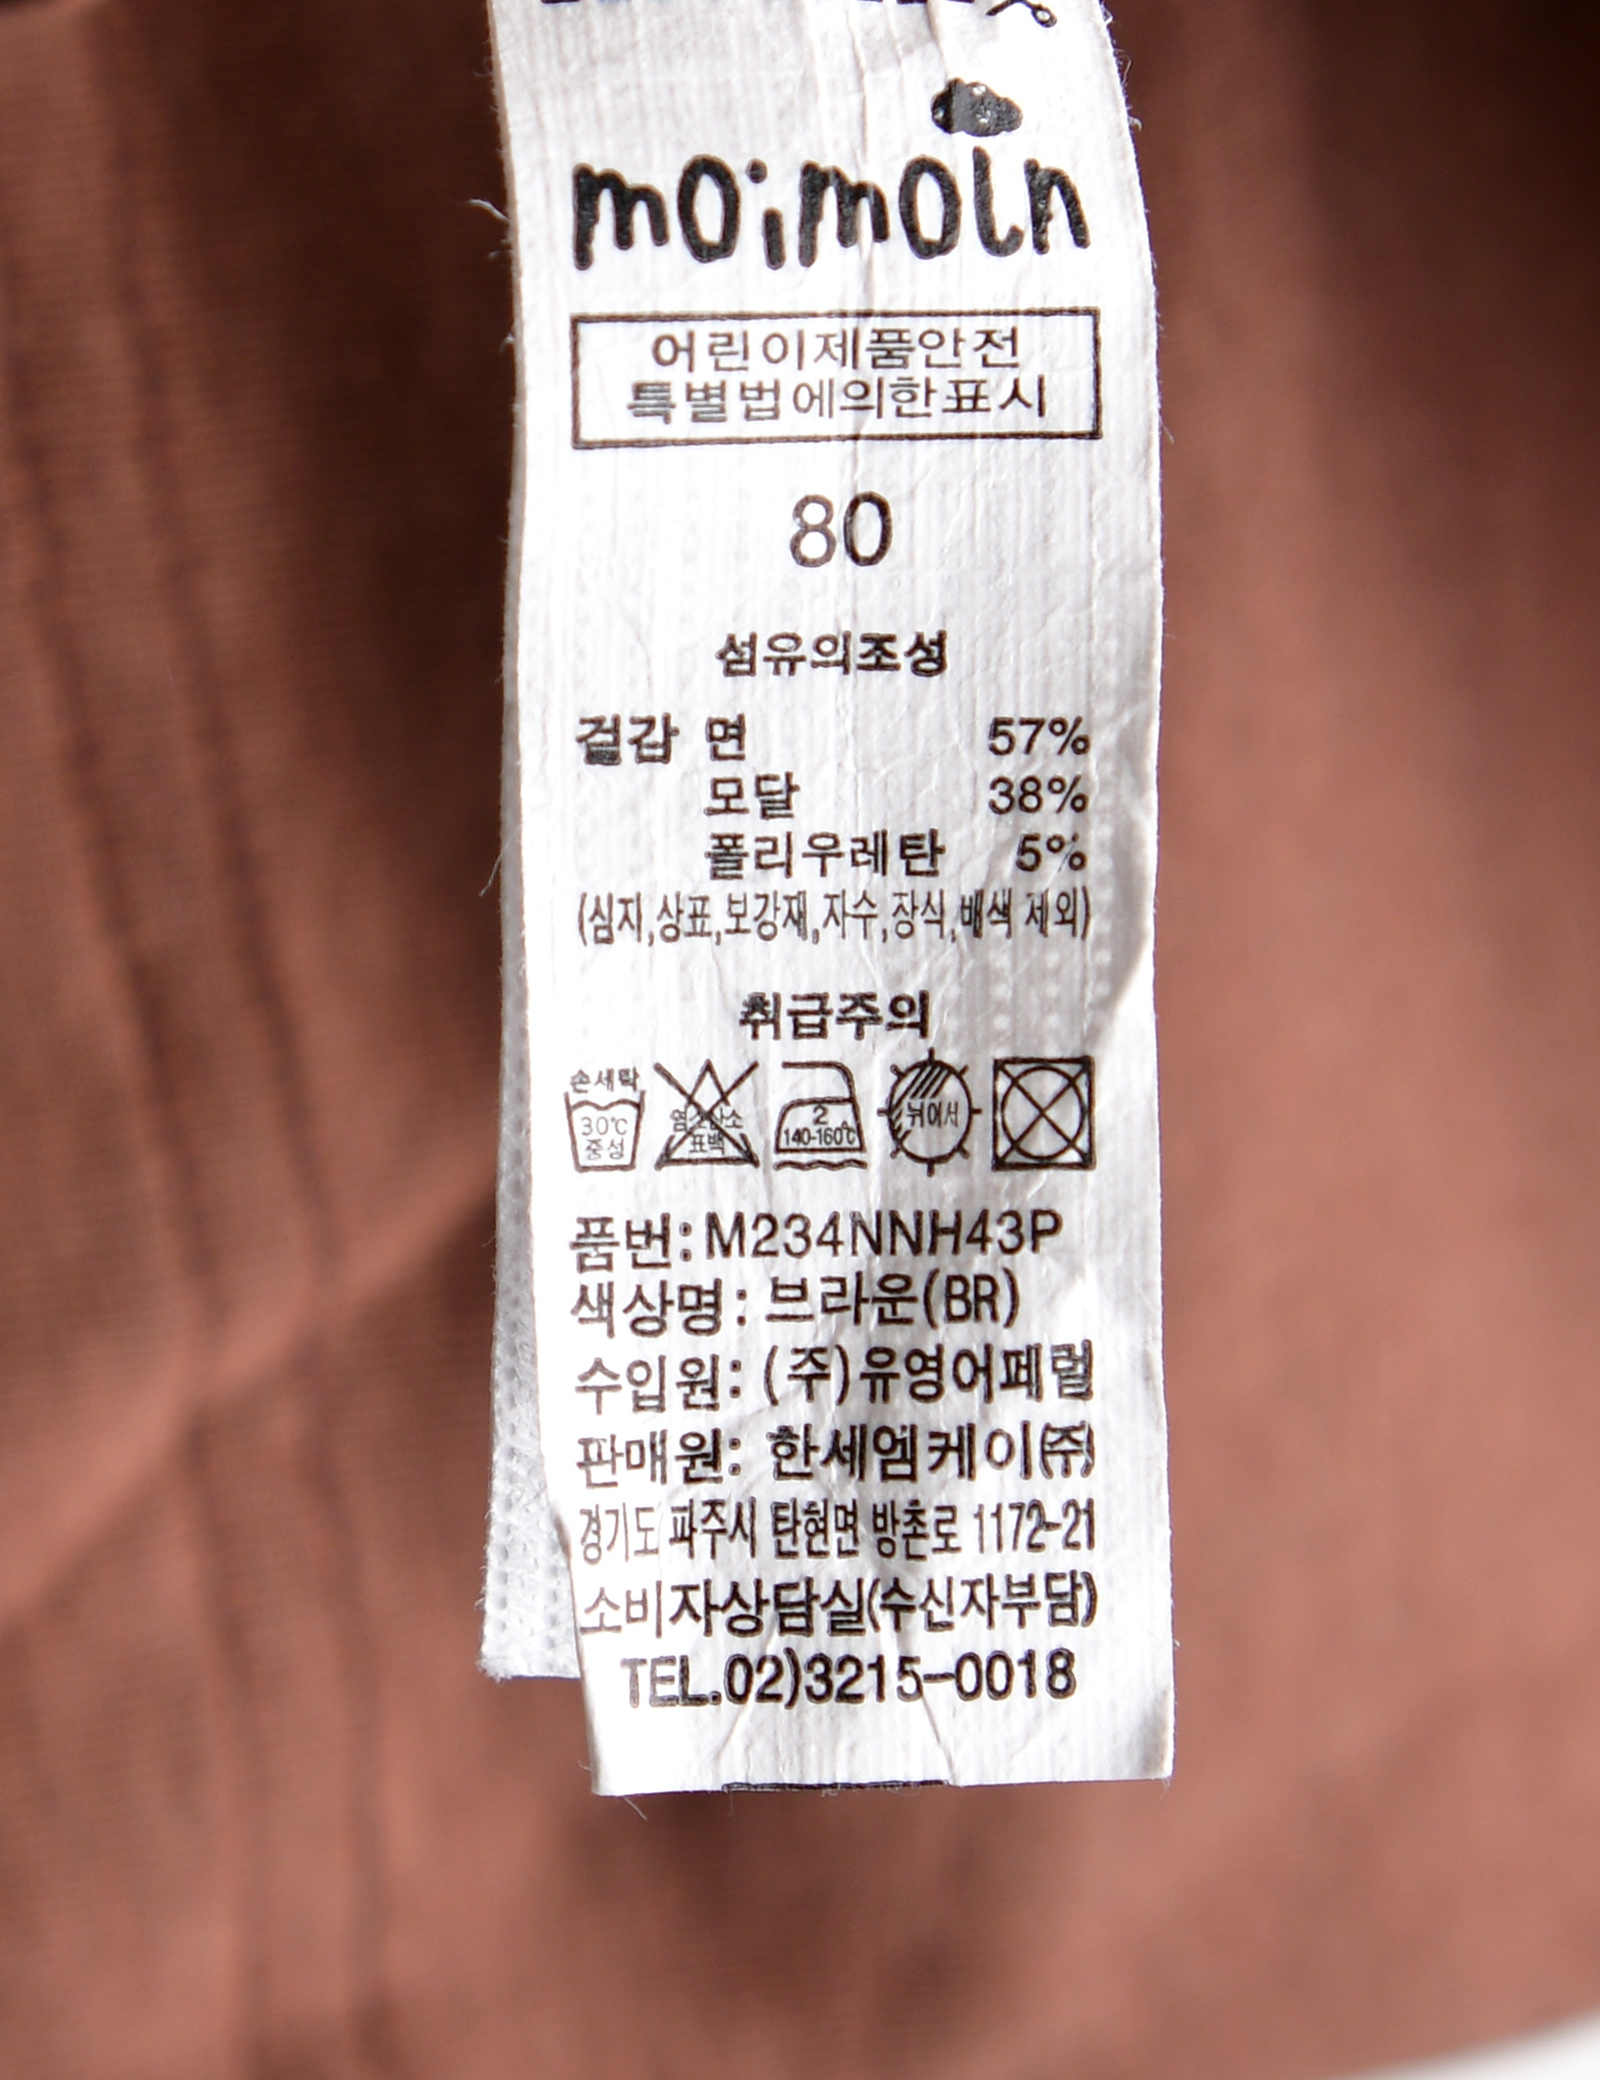 moimoln
어린이제품안전
특별법에의한표시
80
섬유의조성
겉감 면 57%
모달 38%
폴리우레탄 5%
(심지,상표,보강재,자수,장식,배색 제외)
취급주의
손세탁
30℃
중성
염소산소
표백
2
140-160℃
뉘어서
품번:M234NNH43P
색상명: 브라운(BR)
수입원: (주)유영어페럴
판매원: 한세엠케이(주)
경기도 파주시 탄현면 방촌로 1172-21
소비자상담실(수신자부담)
TEL.02)3215-0018